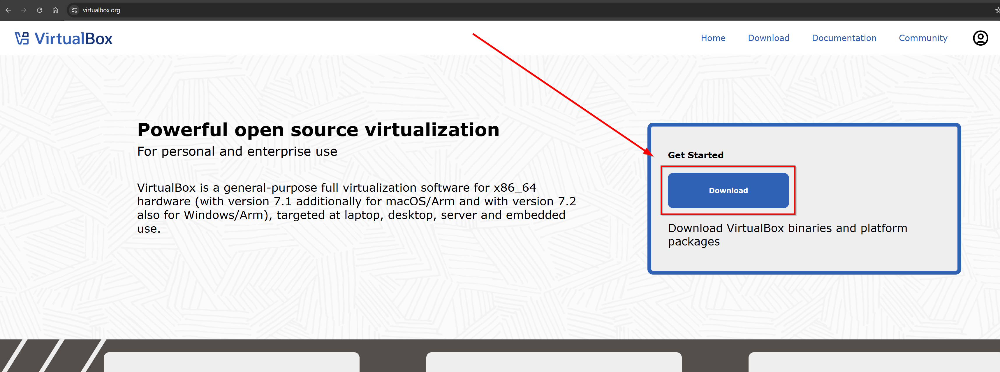 virtualbox.org
VirtualBox
Home
Download
Documentation
Community
Powerful open source virtualization
For personal and enterprise use
VirtualBox is a general-purpose full virtualization software for x86_64
hardware (with version 7.1 additionally for macOS/Arm and with version 7.2
also for Windows/Arm), targeted at laptop, desktop, server and embedded
use.
Get Started
Download
Download VirtualBox binaries and platform
packages